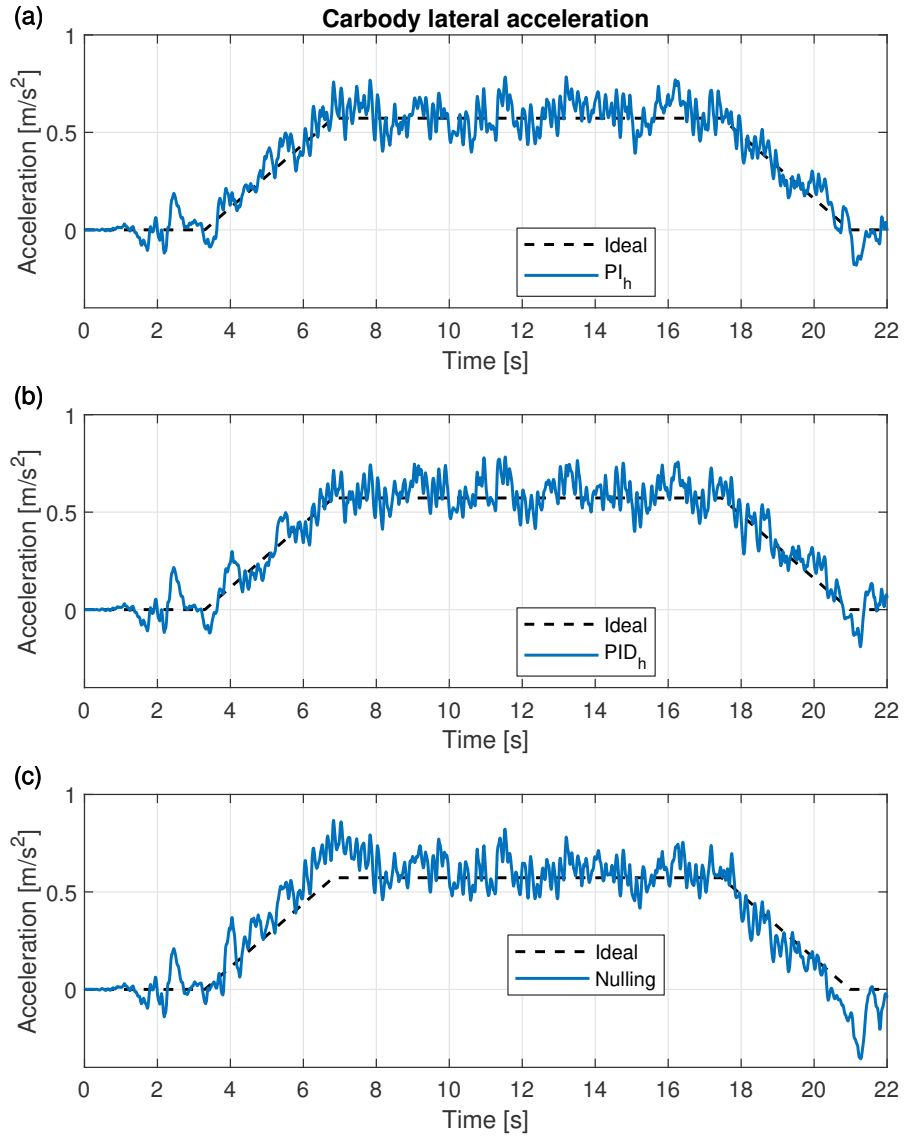 (a)
Carbody lateral acceleration
Acceleration [m/s²]
1
0.5
0
Ideal
PIₕ
0 2 4 6 8 10 12 14 16 18 20 22
Time [s]
(b)
Acceleration [m/s²]
1
0.5
0
Ideal
PIDₕ
0 2 4 6 8 10 12 14 16 18 20 22
Time [s]
(c)
Acceleration [m/s²]
1
0.5
0
Ideal
Nulling
0 2 4 6 8 10 12 14 16 18 20 22
Time [s]